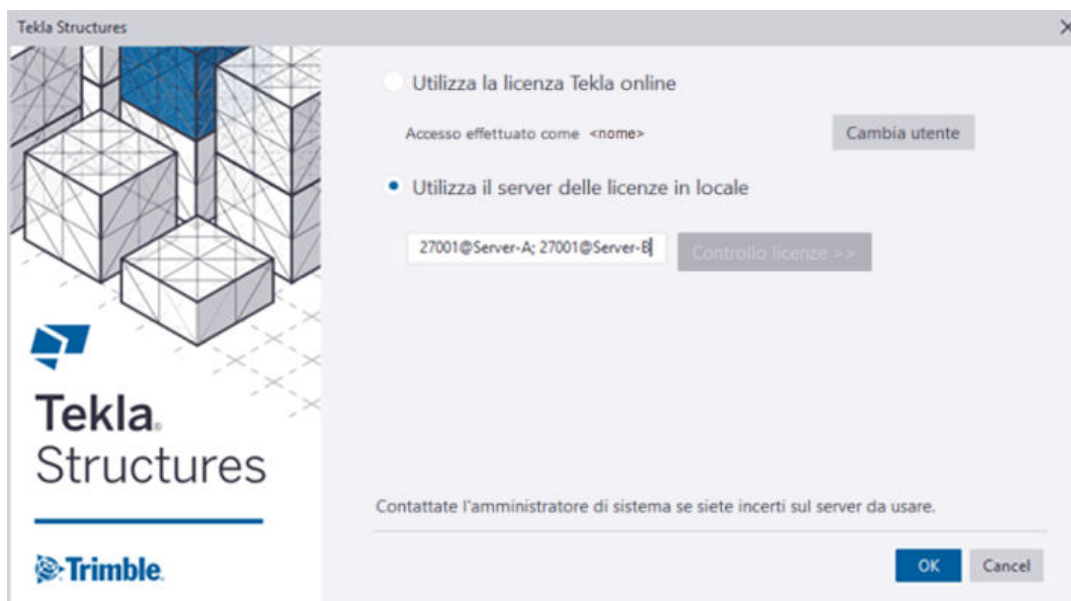 Tekla Structures
Utilizza la licenza Tekla online
Accesso effettuato come <nome>
Cambia utente
Utilizza il server delle licenze in locale
27001@Server-A; 27001@Server-B
Controllo licenze >>
Tekla®
Structures
Contattate l'amministratore di sistema se siete incerti sul server da usare.
Trimble.
OK
Cancel